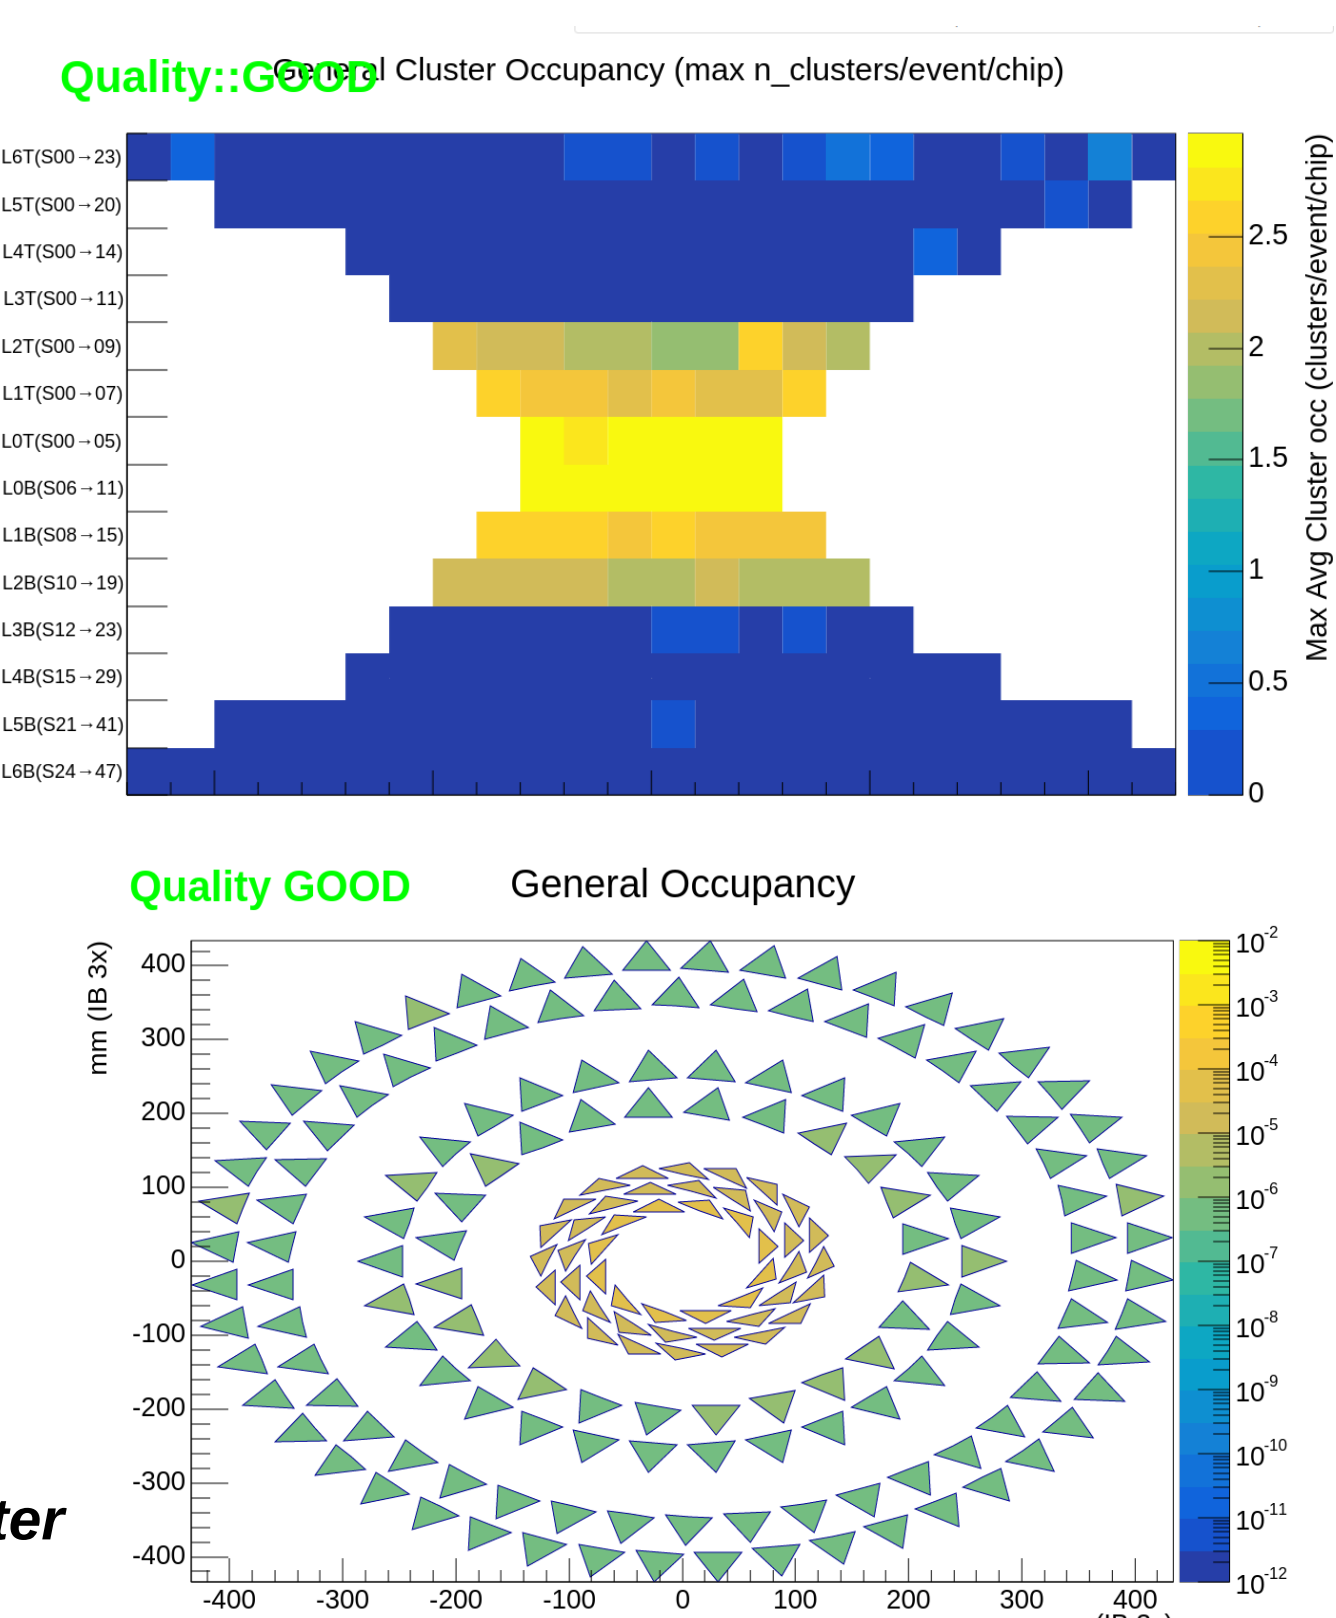 Quality::GOOD
General Cluster Occupancy (max n_clusters/event/chip)
L6T(S00→23)
L5T(S00→20)
L4T(S00→14)
L3T(S00→11)
L2T(S00→09)
L1T(S00→07)
L0T(S00→05)
L0B(S06→11)
L1B(S08→15)
L2B(S10→19)
L3B(S12→23)
L4B(S15→29)
L5B(S21→41)
L6B(S24→47)
2.5
2
1.5
1
0.5
0
Max Avg Cluster occ (clusters/event/chip)
Quality GOOD
General Occupancy
mm (IB 3x)
400
300
200
100
0
-100
-200
-300
-400
-400 -300 -200 -100 0 100 200 300 400
10-2
10-3
10-4
10-5
10-6
10-7
10-8
10-9
10-10
10-11
10-12
ter